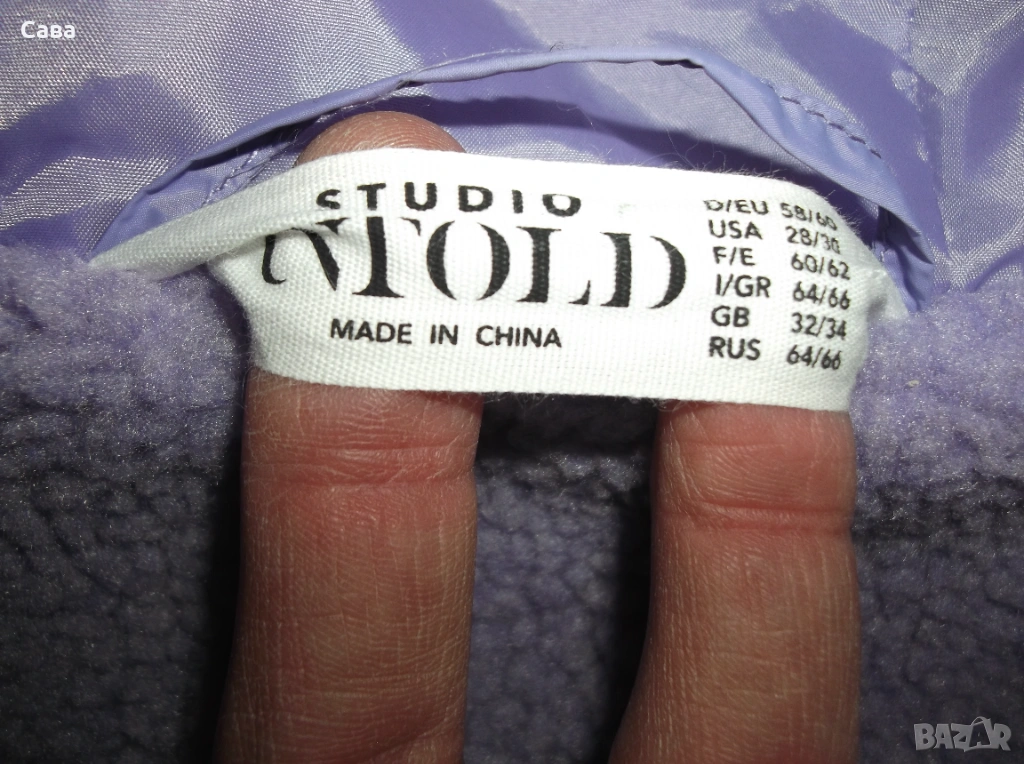 Сава
STUDIO
UNTOLD
MADE IN CHINA
D/EU 58/60
USA 28/30
F/E 60/62
I/GR 64/66
GB 32/34
RUS 64/66
BAZAR